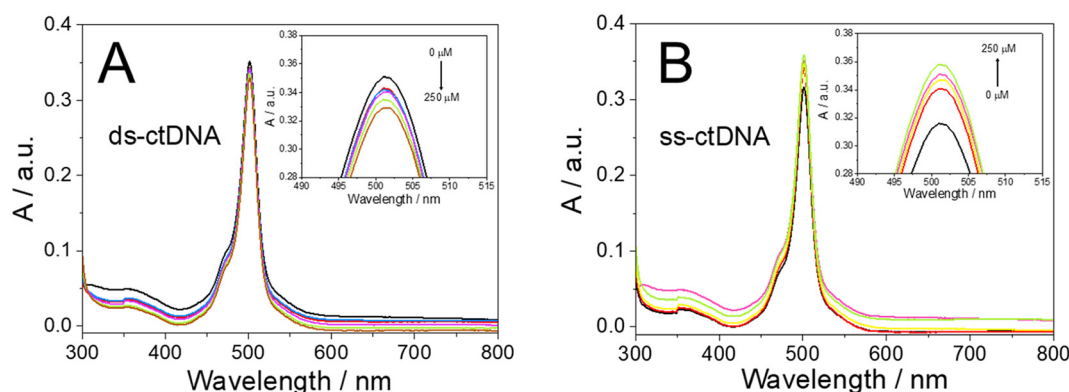 A
ds-ctDNA
A / a.u.
0.4
0.3
0.2
0.1
0.0
300 400 500 600 700 800
Wavelength / nm
A / a.u.
0.38
0.36
0.34
0.32
0.30
0.28
490 495 500 505 510 515
Wavelength / nm
0 μM
250 μM
B
ss-ctDNA
A / a.u.
0.4
0.3
0.2
0.1
0.0
300 400 500 600 700 800
Wavelength / nm
A / a.u.
0.38
0.36
0.34
0.32
0.30
0.28
490 495 500 505 510 515
Wavelength / nm
250 μM
0 μM